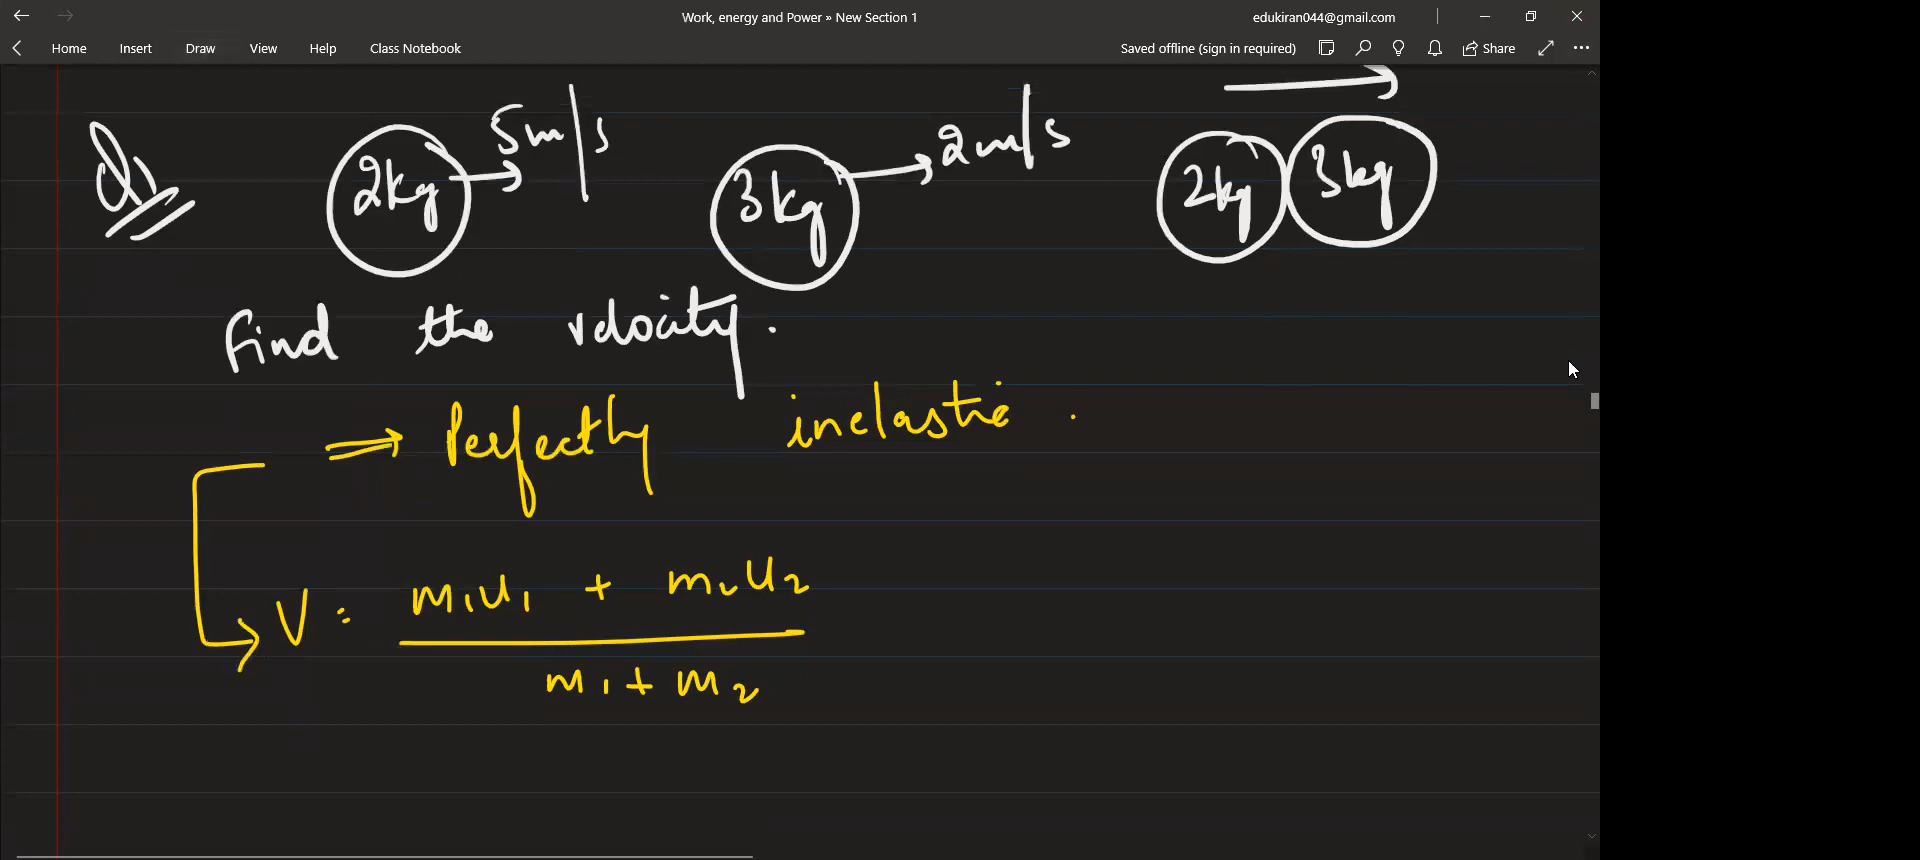 Work, energy and Power » New Section 1
edukiran044@gmail.com
Home Insert Draw View Help Class Notebook
Saved offline (sign in required)
Share
Q1
2kg
5m/s
3kg
2m/s
2kg
3kg
Find the velocity.
⇒ Perfectly inelastic.
V = m₁u₁ + m₂u₂
m₁ + m₂